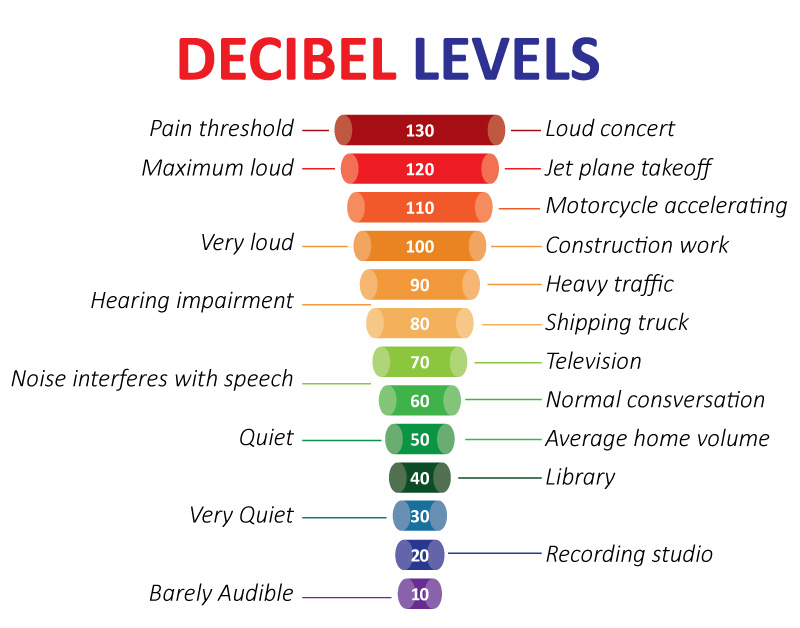 DECIBEL LEVELS
Pain threshold 130 Loud concert
Maximum loud 120 Jet plane takeoff
110 Motorcycle accelerating
Very loud 100 Construction work
90 Heavy traffic
Hearing impairment
80 Shipping truck
70 Television
Noise interferes with speech
60 Normal consversation
Quiet 50 Average home volume
40 Library
Very Quiet 30
20 Recording studio
Barely Audible 10